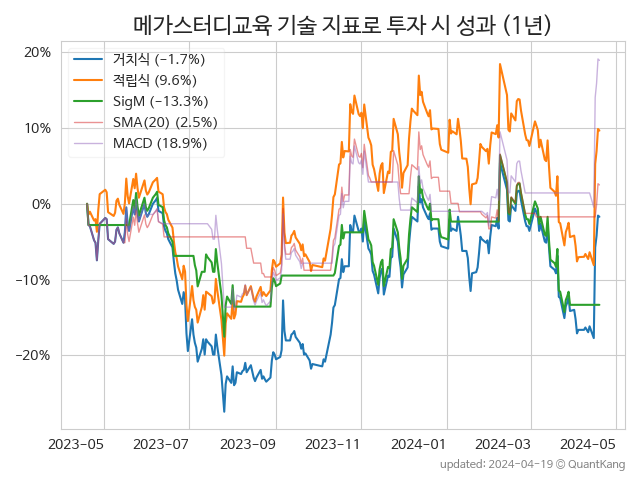 메가스터디교육 기술 지표로 투자 시 성과 (1년)
20%
10%
0%
−10%
−20%
거치식 (−1.7%)
적립식 (9.6%)
SigM (−13.3%)
SMA(20) (2.5%)
MACD (18.9%)
2023-05
2023-07
2023-09
2023-11
2024-01
2024-03
2024-05
updated: 2024-04-19 © QuantKang